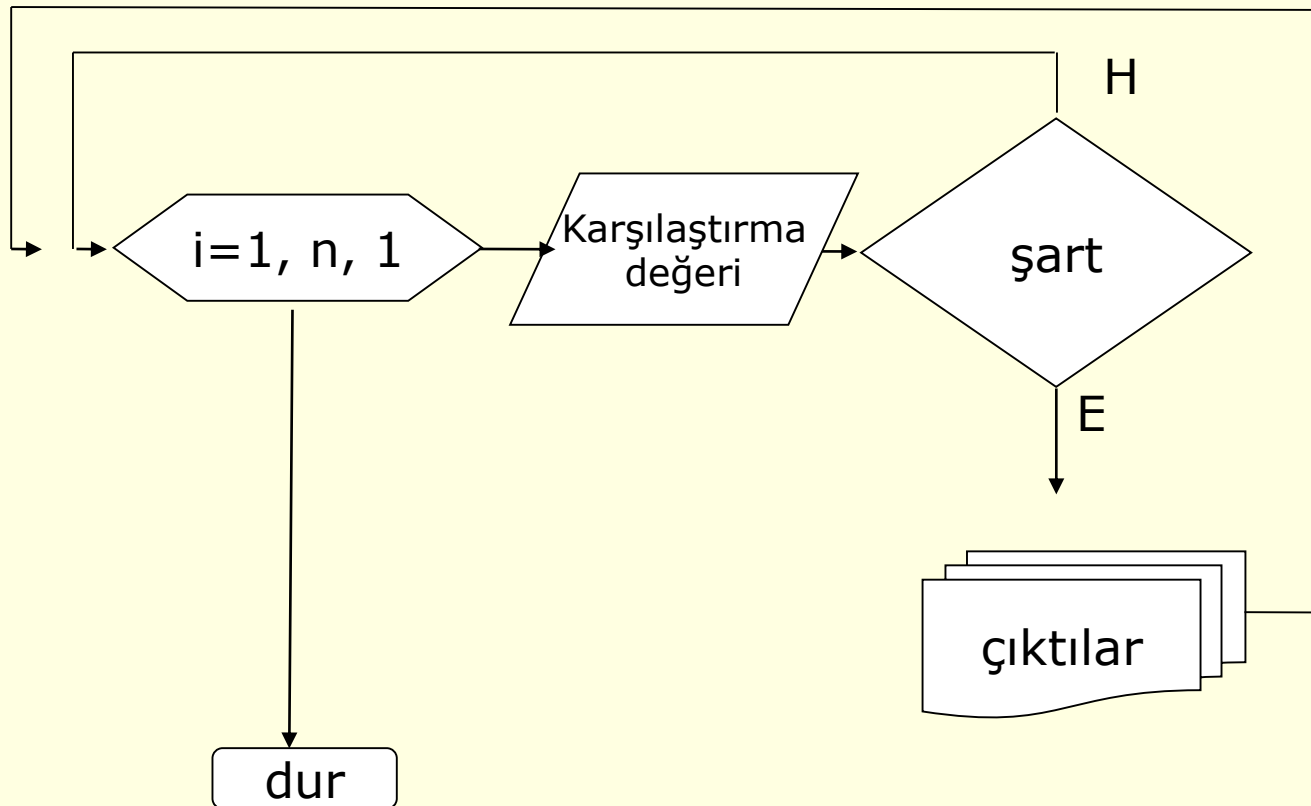 H
i=1, n, 1
Karşılaştırma
değeri
şart
E
çıktılar
dur